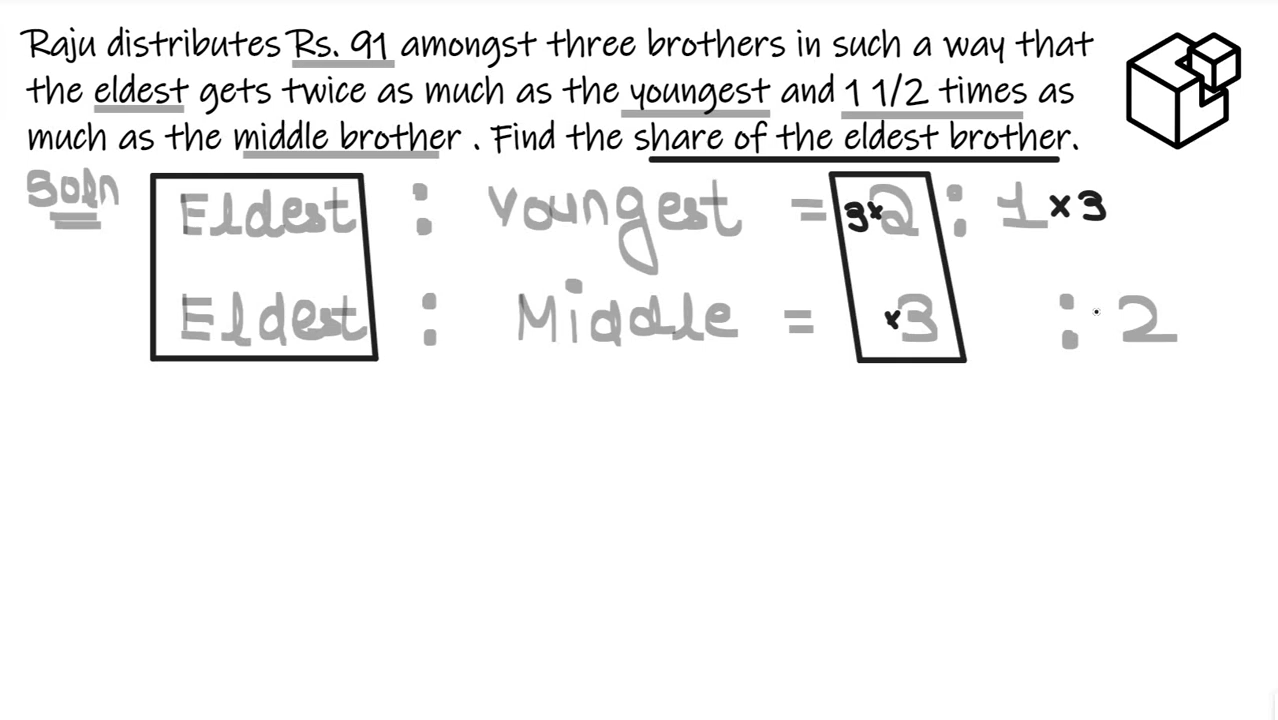 Raju distributes Rs. 91 amongst three brothers in such a way that
the eldest gets twice as much as the youngest and 1 1/2 times as
much as the middle brother . Find the share of the eldest brother.
Soln Eldest : Youngest = 3×2 : 1×3
Eldest : Middle = ×3 : 2